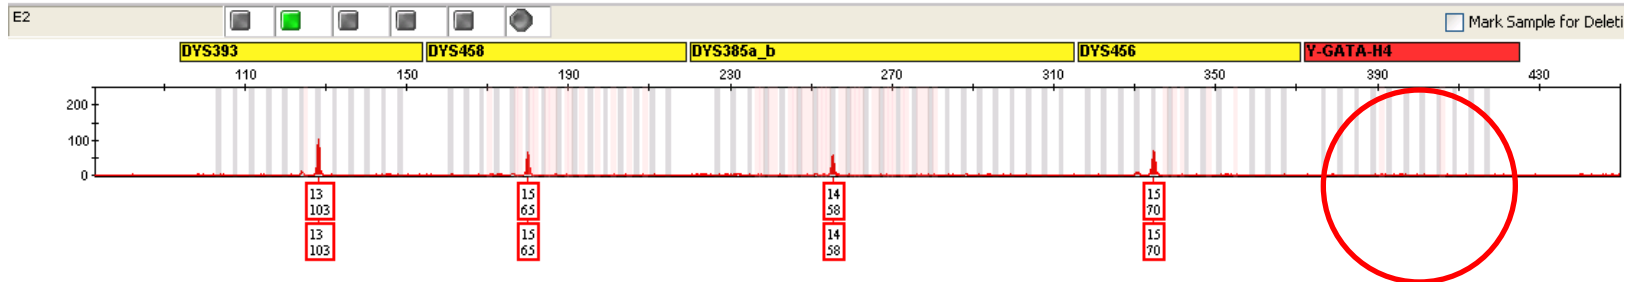 E2
Mark Sample for Deleti
DYS393 DYS458 DYS385a_b DYS456 Y-GATA-H4
110 150 190 230 270 310 350 390 430
200
100
0
13 15 14 15
103 65 58 70
13 15 14 15
103 65 58 70